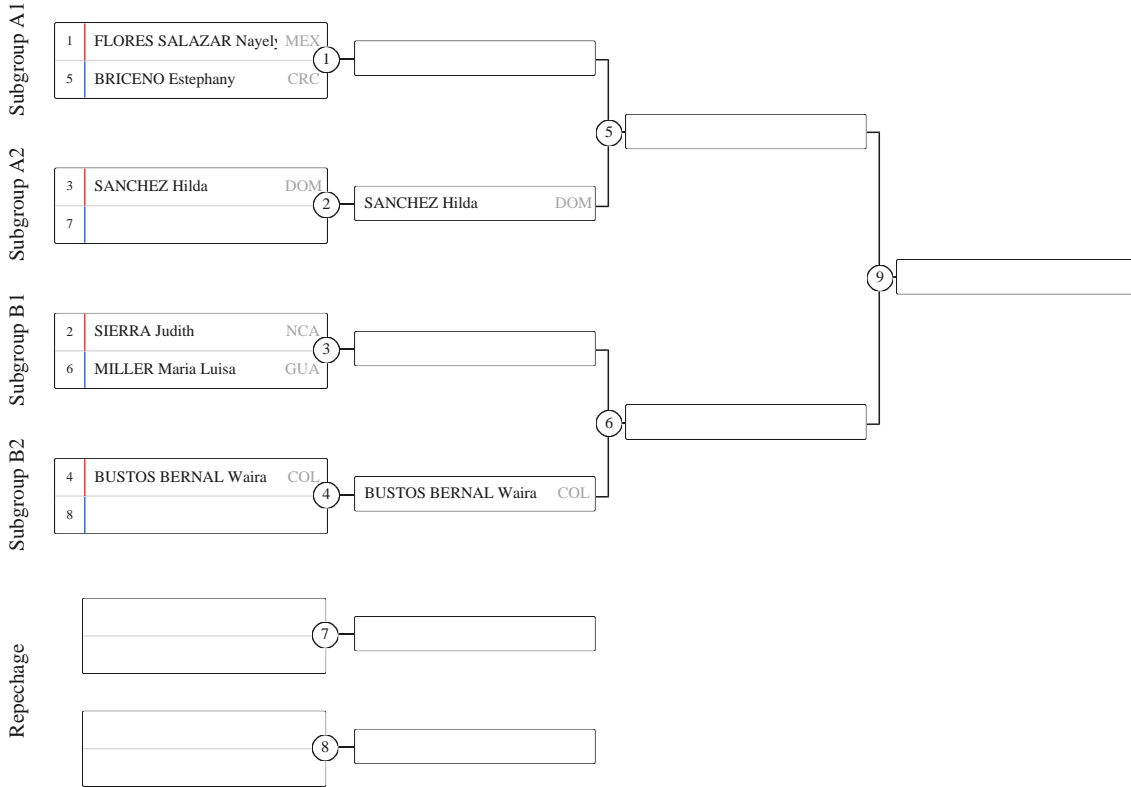 Subgroup A1
1 FLORES SALAZAR Nayely MEX
5 BRICENO Estephany CRC
1
5
Subgroup A2
3 SANCHEZ Hilda DOM
7
2
SANCHEZ Hilda DOM
9
Subgroup B1
2 SIERRA Judith NCA
6 MILLER Maria Luisa GUA
3
6
Subgroup B2
4 BUSTOS BERNAL Waira COL
8
4
BUSTOS BERNAL Waira COL
Repechage
7
8